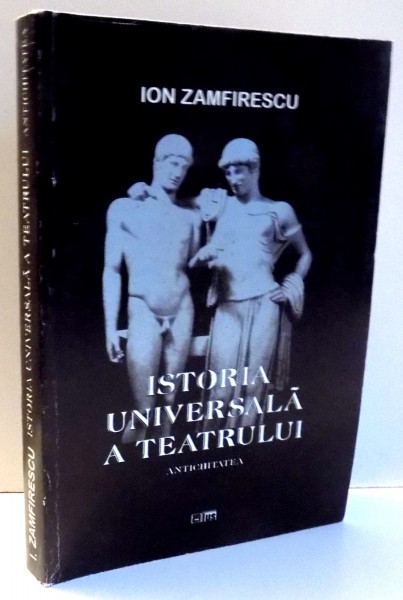 ION ZAMFIRESCU
ISTORIA
UNIVERSALĂ
A TEATRULUI
ANTICHITATEA
I. ZAMFIRESCU ISTORIA UNIVERSALĂ A TEATRULUI ANTICHITATEA